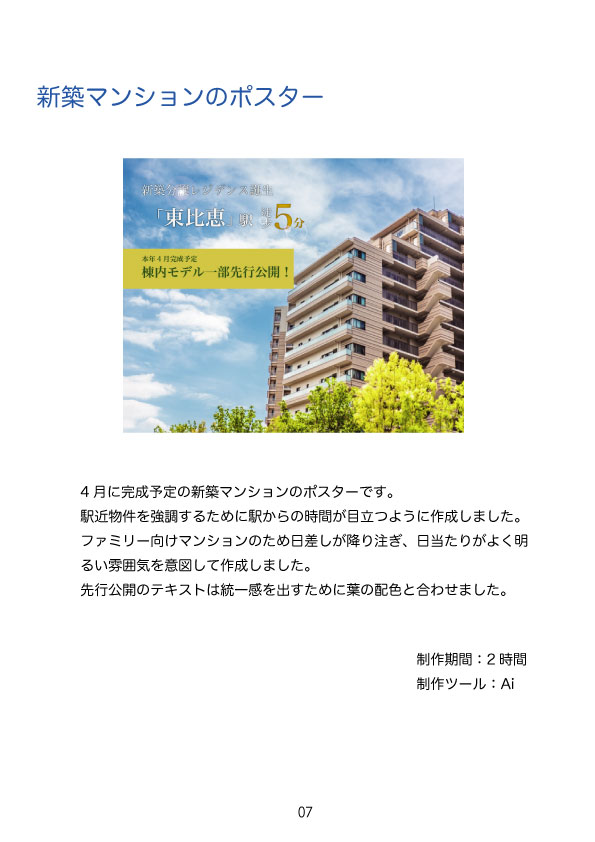 新築マンションのポスター
新築分譲レジデンス誕生
「東比恵」駅 徒歩5分
本年4月完成予定
棟内モデル一部先行公開！
4月に完成予定の新築マンションのポスターです。
駅近物件を強調するために駅からの時間が目立つように作成しました。
ファミリー向けマンションのため日差しが降り注ぎ、日当たりがよく明
るい雰囲気を意図して作成しました。
先行公開のテキストは統一感を出すために葉の配色と合わせました。
制作期間：2時間
制作ツール：Ai
07